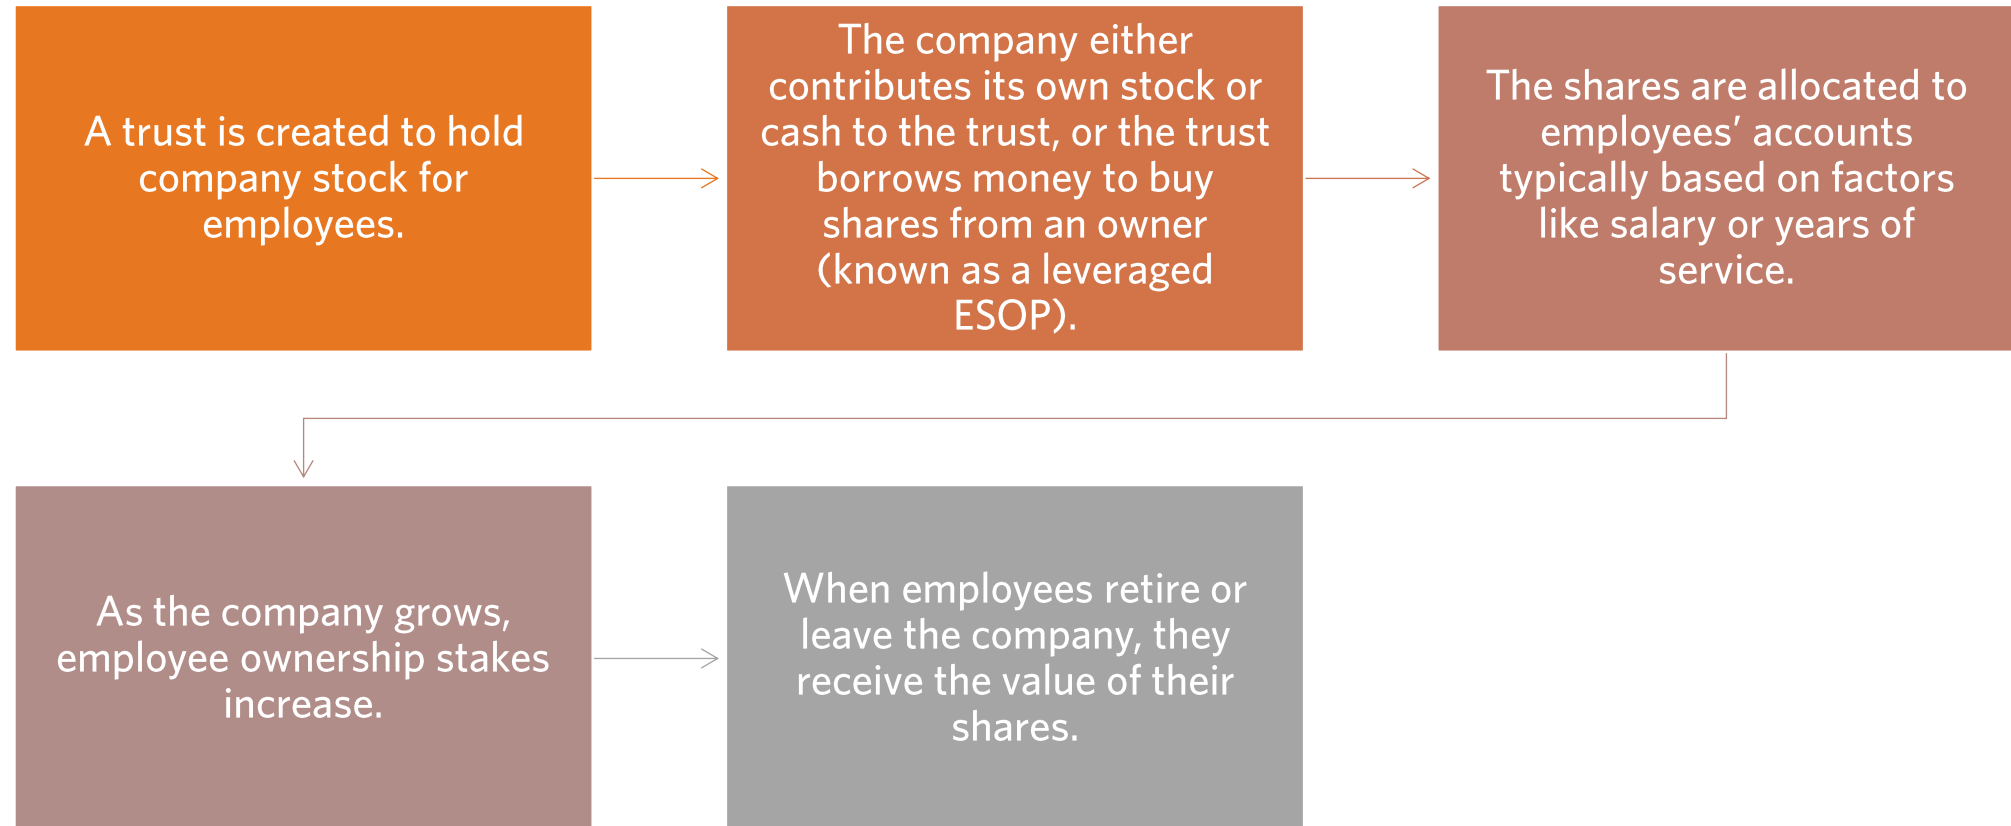 A trust is created to hold
company stock for
employees.
The company either
contributes its own stock or
cash to the trust, or the trust
borrows money to buy
shares from an owner
(known as a leveraged
ESOP).
The shares are allocated to
employees’ accounts
typically based on factors
like salary or years of
service.
As the company grows,
employee ownership stakes
increase.
When employees retire or
leave the company, they
receive the value of their
shares.